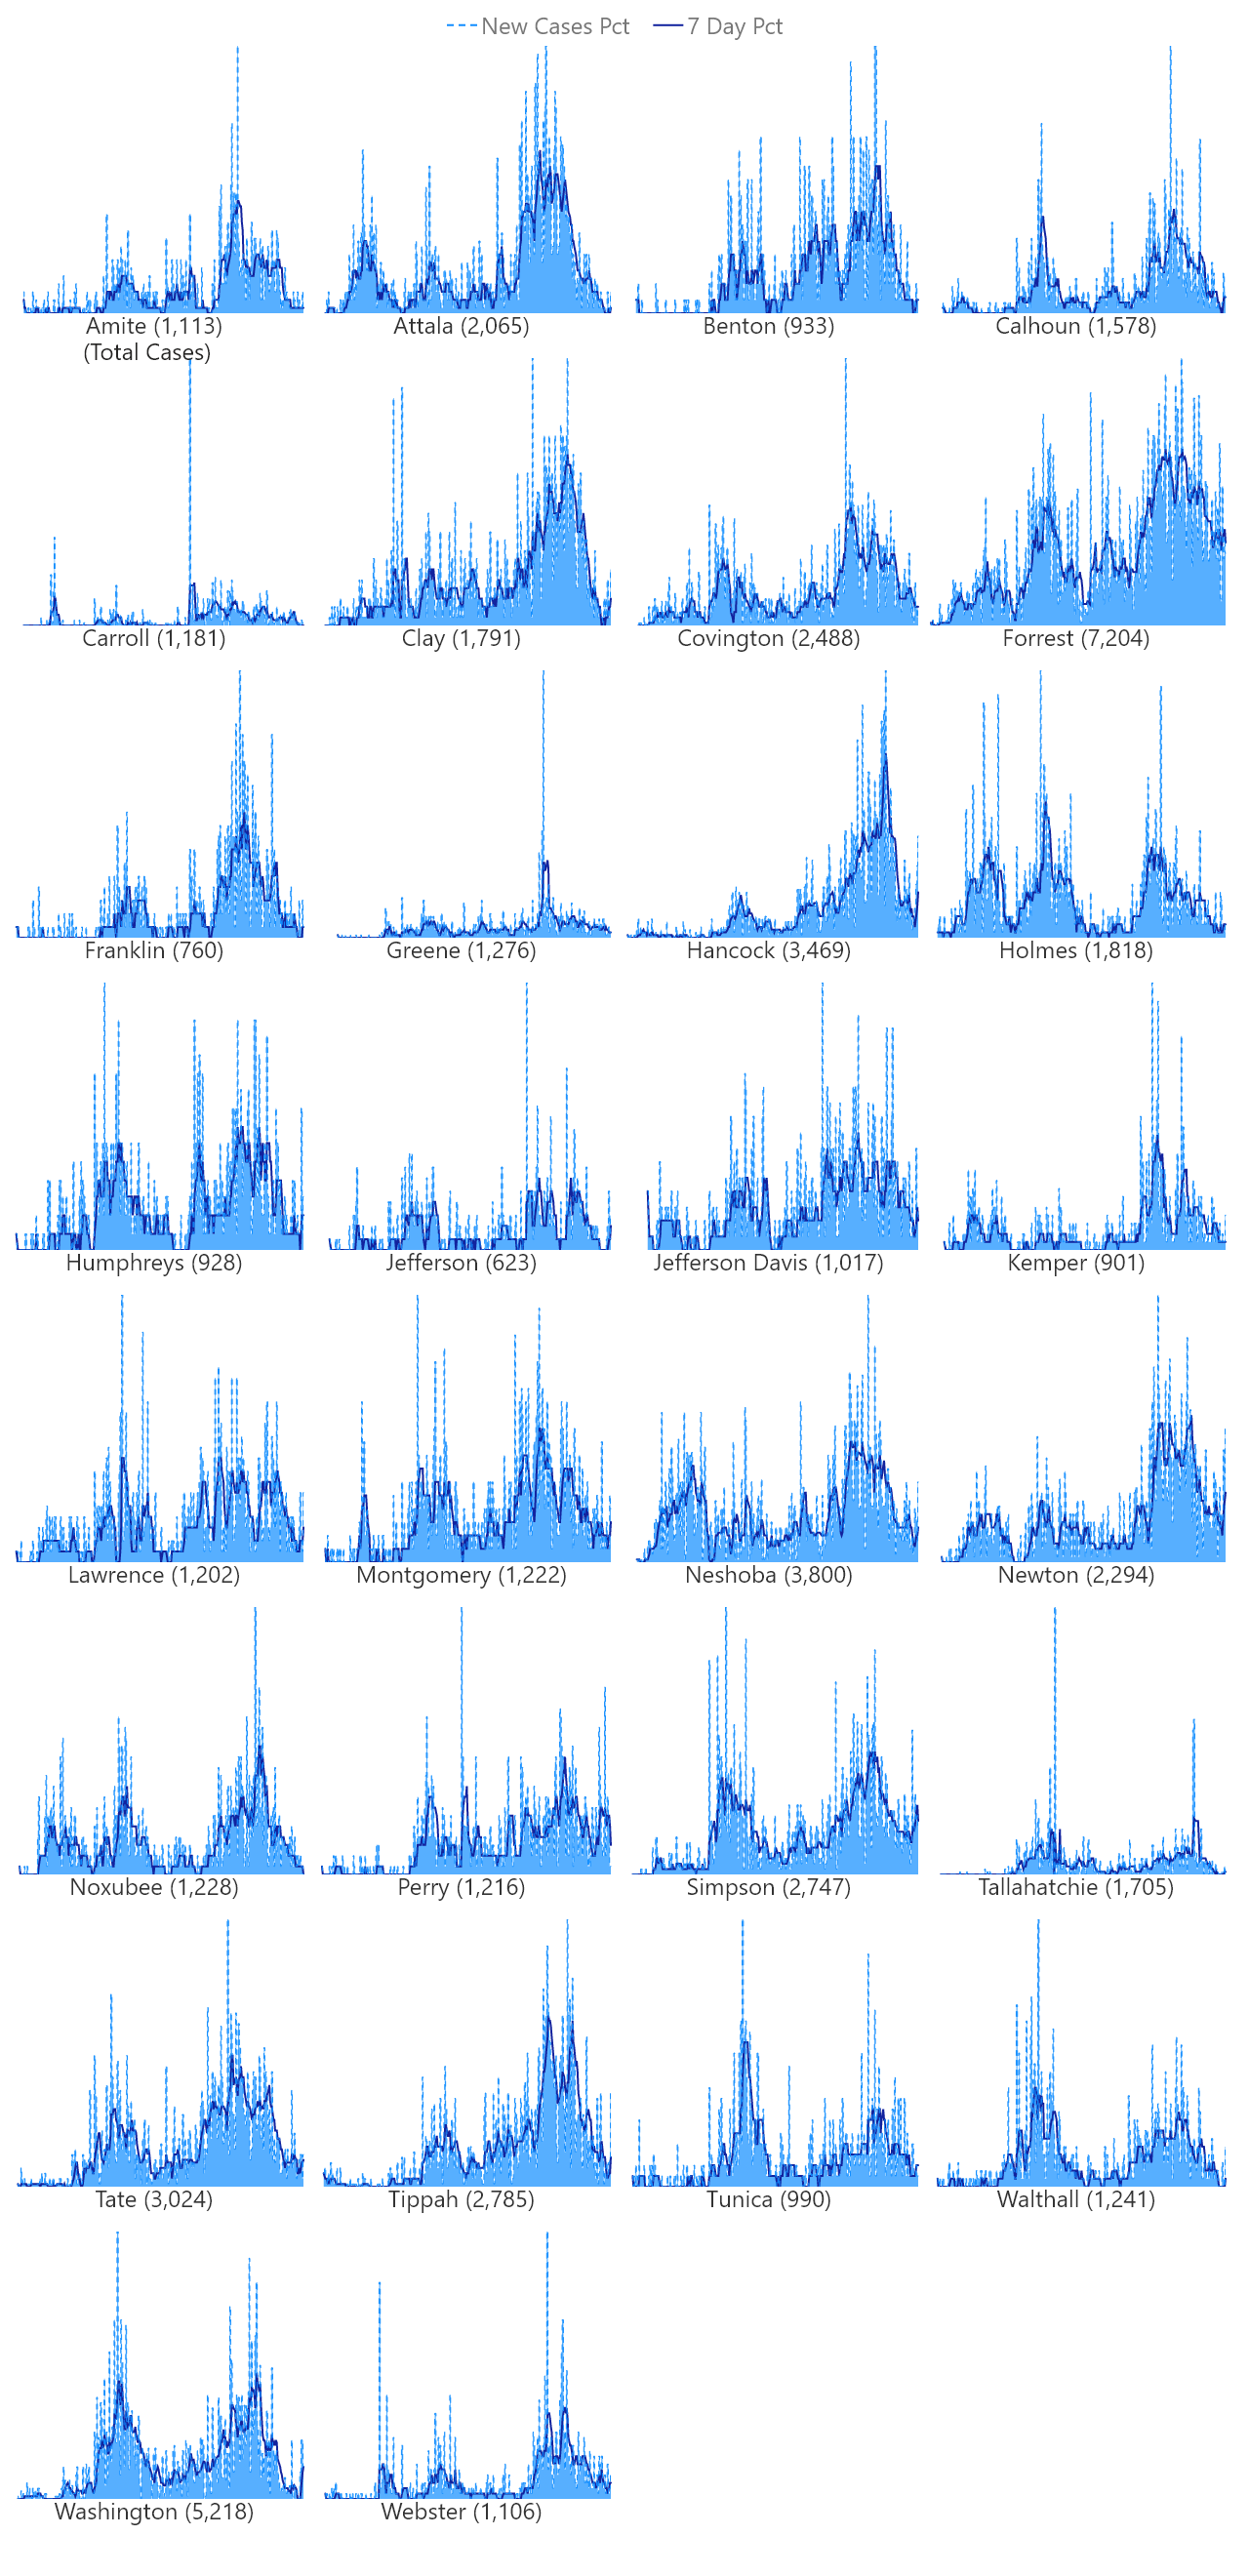 New Cases Pct 7 Day Pct
Amite (1,113) Attala (2,065) Benton (933) Calhoun (1,578)
(Total Cases)
Carroll (1,181) Clay (1,791) Covington (2,488) Forrest (7,204)
Franklin (760) Greene (1,276) Hancock (3,469) Holmes (1,818)
Humphreys (928) Jefferson (623) Jefferson Davis (1,017) Kemper (901)
Lawrence (1,202) Montgomery (1,222) Neshoba (3,800) Newton (2,294)
Noxubee (1,228) Perry (1,216) Simpson (2,747) Tallahatchie (1,705)
Tate (3,024) Tippah (2,785) Tunica (990) Walthall (1,241)
Washington (5,218) Webster (1,106)